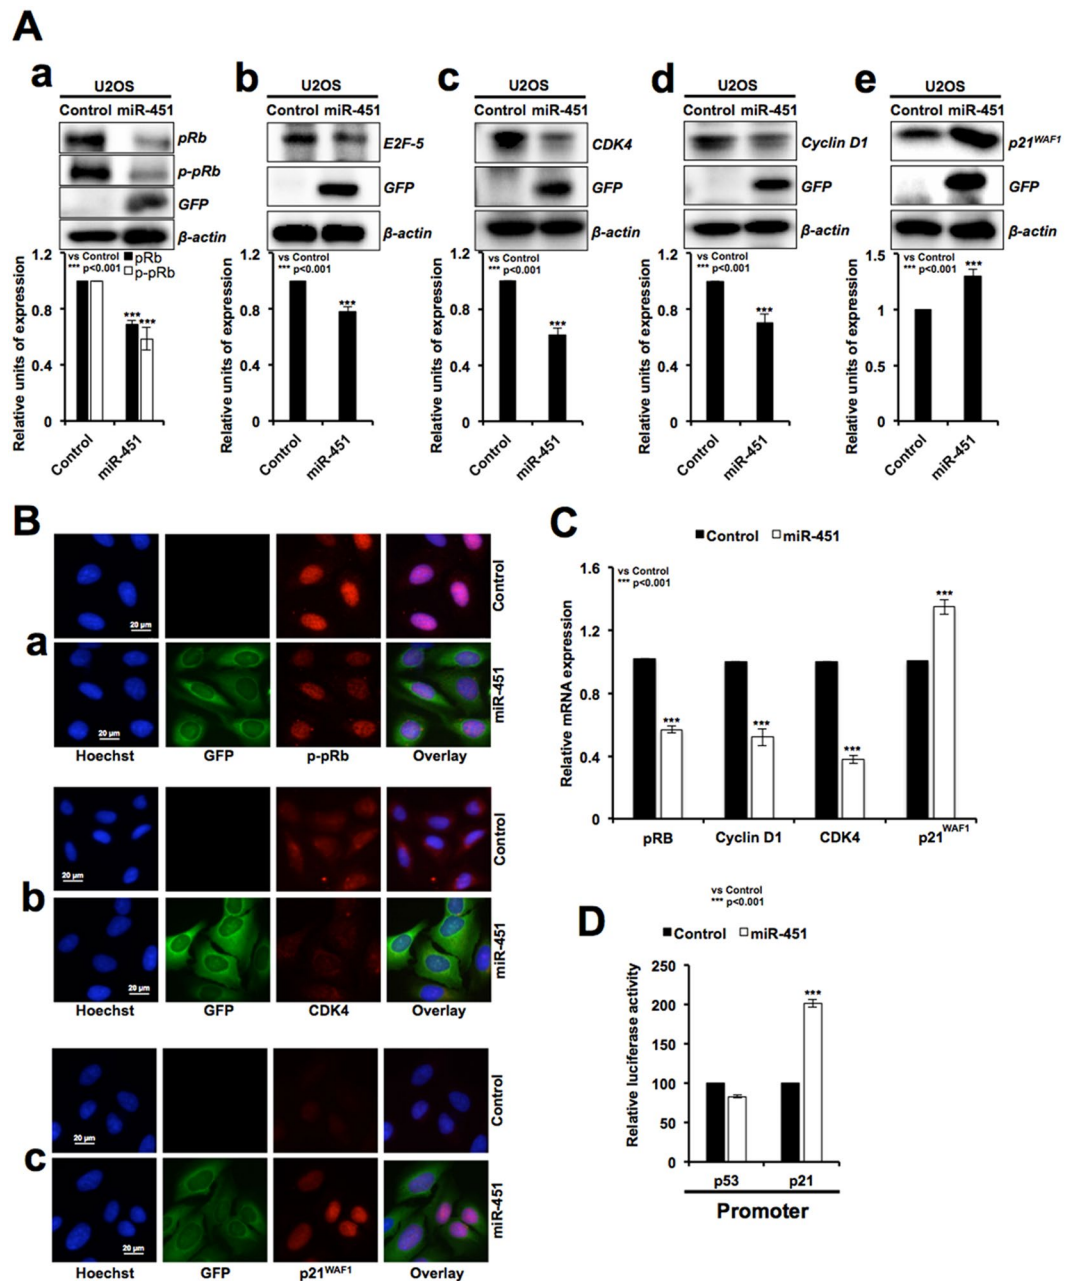 A
a
U2OS
Control miR-451
pRb
p-pRb
GFP
β-actin
1.2
0.8
0.4
0
vs Control
*** p<0.001
pRb
p-pRb
*** ***
Relative units of expression
Control
miR-451
b
U2OS
Control miR-451
E2F-5
GFP
β-actin
1.2
0.8
0.4
0
vs Control
*** p<0.001
***
Relative units of expression
Control
miR-451
c
U2OS
Control miR-451
CDK4
GFP
β-actin
1.2
0.8
0.4
0
vs Control
*** p<0.001
***
Relative units of expression
Control
miR-451
d
U2OS
Control miR-451
Cyclin D1
GFP
β-actin
1.2
0.8
0.4
0
vs Control
*** p<0.001
***
Relative units of expression
Control
miR-451
e
U2OS
Control miR-451
p21WAF1
GFP
β-actin
1.5
1
0.5
0
vs Control
*** p<0.001
***
Relative units of expression
Control
miR-451
B
a
20 μm
Control
20 μm
miR-451
Hoechst GFP p-pRb Overlay
b
20 μm
Control
20 μm
miR-451
Hoechst GFP CDK4 Overlay
c
20 μm
Control
20 μm
miR-451
Hoechst GFP p21WAF1 Overlay
C
Control miR-451
vs Control
*** p<0.001
1.6
1.2
0.8
0.4
0
Relative mRNA expression
***
***
***
***
pRB Cyclin D1 CDK4 p21WAF1
D
vs Control
*** p<0.001
Control miR-451
250
200
150
100
50
0
Relative luciferase activity
***
p53 p21
Promoter